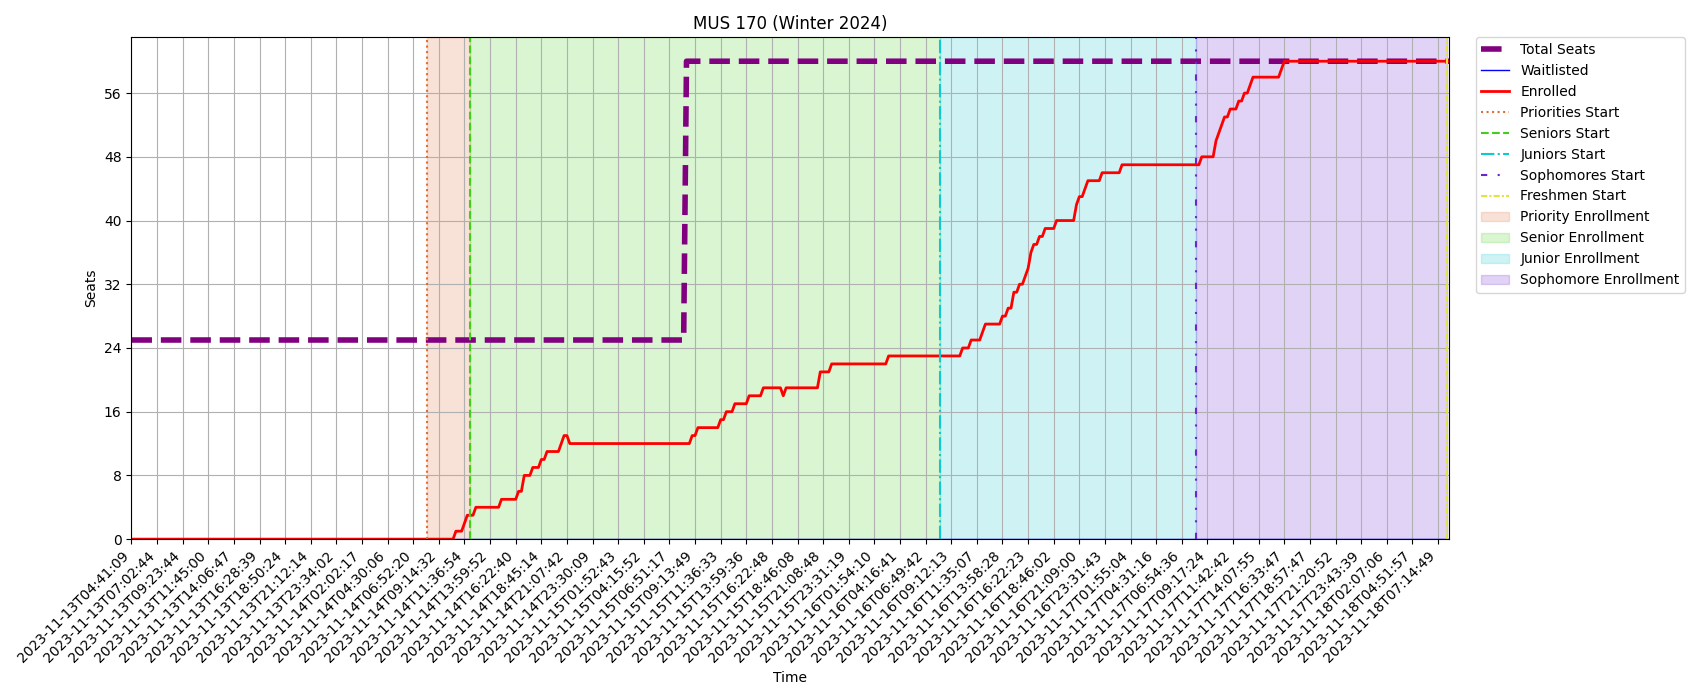 MUS 170 (Winter 2024)
Seats
56
48
40
32
24
16
8
0
2023-11-13T04:41:09
2023-11-13T07:02:44
2023-11-13T09:23:44
2023-11-13T11:45:00
2023-11-13T14:06:47
2023-11-13T16:28:39
2023-11-13T18:50:24
2023-11-13T21:12:14
2023-11-13T23:34:02
2023-11-14T02:02:17
2023-11-14T04:30:06
2023-11-14T06:52:20
2023-11-14T09:14:32
2023-11-14T11:36:54
2023-11-14T13:59:52
2023-11-14T16:22:40
2023-11-14T18:45:14
2023-11-14T21:07:42
2023-11-14T23:30:09
2023-11-15T01:52:43
2023-11-15T04:15:52
2023-11-15T06:51:17
2023-11-15T09:13:49
2023-11-15T11:36:33
2023-11-15T13:59:36
2023-11-15T16:22:48
2023-11-15T18:46:08
2023-11-15T21:08:48
2023-11-15T23:31:19
2023-11-16T01:54:10
2023-11-16T04:16:41
2023-11-16T06:49:42
2023-11-16T09:12:13
2023-11-16T11:35:07
2023-11-16T13:58:28
2023-11-16T16:22:23
2023-11-16T18:46:02
2023-11-16T21:09:00
2023-11-16T23:31:43
2023-11-17T01:55:04
2023-11-17T04:31:16
2023-11-17T06:54:36
2023-11-17T09:17:24
2023-11-17T11:42:42
2023-11-17T14:07:55
2023-11-17T16:33:47
2023-11-17T18:57:47
2023-11-17T21:20:52
2023-11-17T23:43:39
2023-11-18T02:07:06
2023-11-18T04:51:57
2023-11-18T07:14:49
Time
Total Seats
Waitlisted
Enrolled
Priorities Start
Seniors Start
Juniors Start
Sophomores Start
Freshmen Start
Priority Enrollment
Senior Enrollment
Junior Enrollment
Sophomore Enrollment